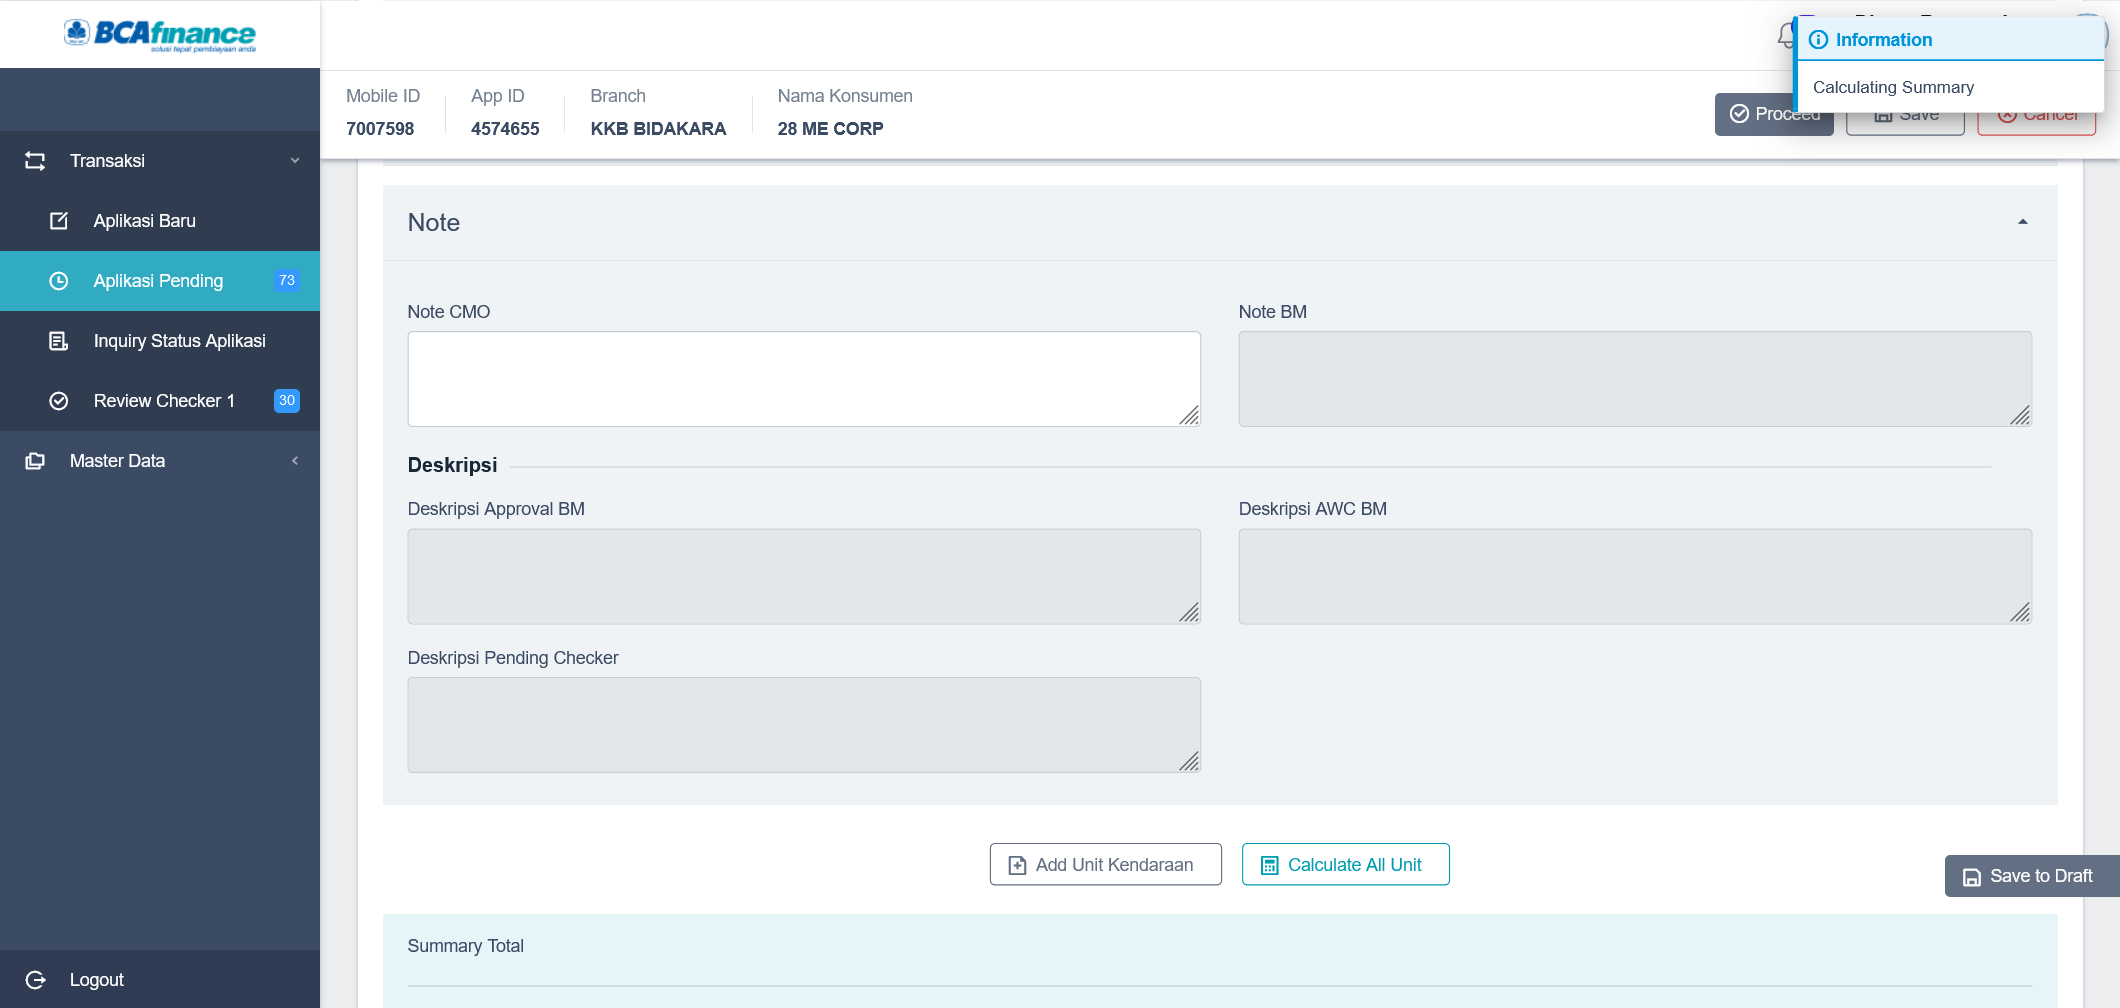 BCAfinance
solusi tepat pembiayaan anda
Transaksi
Aplikasi Baru
Aplikasi Pending 73
Inquiry Status Aplikasi
Review Checker 1 30
Master Data
Logout
Mobile ID
7007598
App ID
4574655
Branch
KKB BIDAKARA
Nama Konsumen
28 ME CORP
Information
Calculating Summary
Proceed
Save
Cancel
Note
Note CMO
Note BM
Deskripsi
Deskripsi Approval BM
Deskripsi AWC BM
Deskripsi Pending Checker
Add Unit Kendaraan
Calculate All Unit
Save to Draft
Summary Total